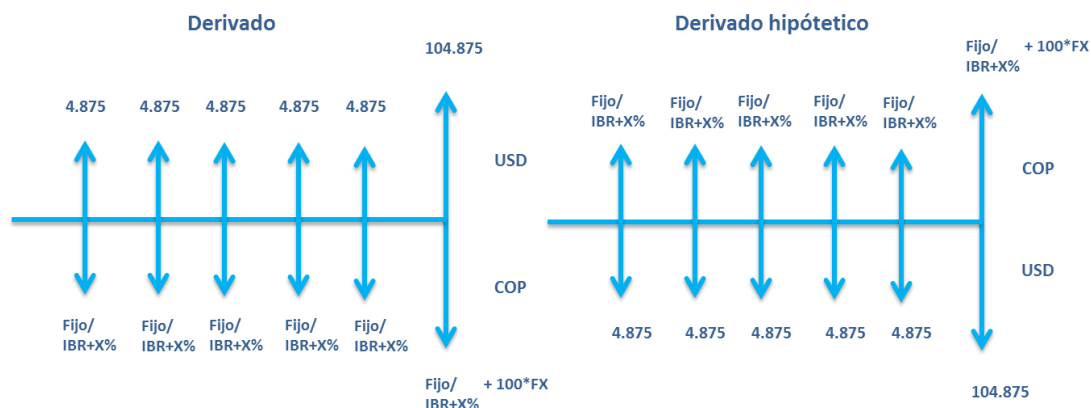 Derivado
104.875
4.875 4.875 4.875 4.875 4.875
USD
COP
Fijo/ Fijo/ Fijo/ Fijo/ Fijo/
IBR+X% IBR+X% IBR+X% IBR+X% IBR+X%
Fijo/ + 100*FX
IBR+X%
Derivado hipótetico
Fijo/ + 100*FX
IBR+X%
Fijo/ Fijo/ Fijo/ Fijo/ Fijo/
IBR+X% IBR+X% IBR+X% IBR+X% IBR+X%
COP
USD
4.875 4.875 4.875 4.875 4.875
104.875